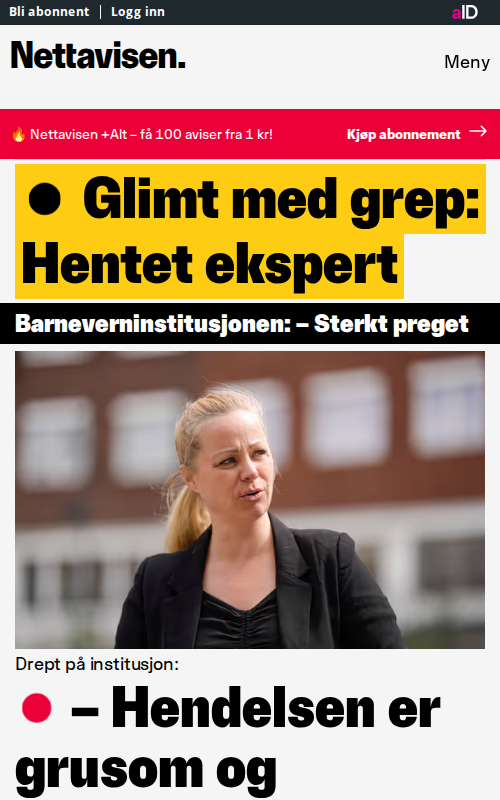 Bli abonnent | Logg inn
aID
Nettavisen.
Meny
🔥 Nettavisen +Alt – få 100 aviser fra 1 kr!
Kjøp abonnement →
● Glimt med grep:
Hentet ekspert
Barneverninstitusjonen: – Sterkt preget
Drept på institusjon:
– Hendelsen er
grusom og